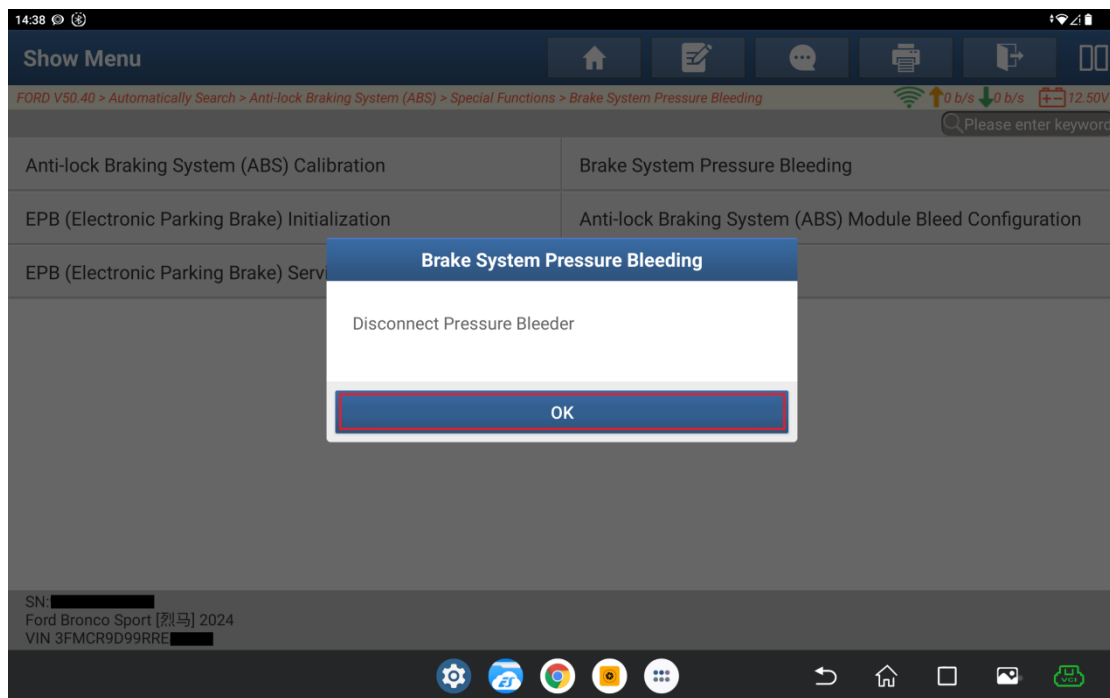 14:38
Show Menu
FORD V50.40 > Automatically Search > Anti-lock Braking System (ABS) > Special Functions > Brake System Pressure Bleeding
0 b/s 0 b/s 12.50V
Please enter keyword
Anti-lock Braking System (ABS) Calibration
Brake System Pressure Bleeding
EPB (Electronic Parking Brake) Initialization
Anti-lock Braking System (ABS) Module Bleed Configuration
EPB (Electronic Parking Brake) Servi
Brake System Pressure Bleeding
Disconnect Pressure Bleeder
OK
SN:
Ford Bronco Sport [烈马] 2024
VIN 3FMCR9D99RRE
ES
VCI